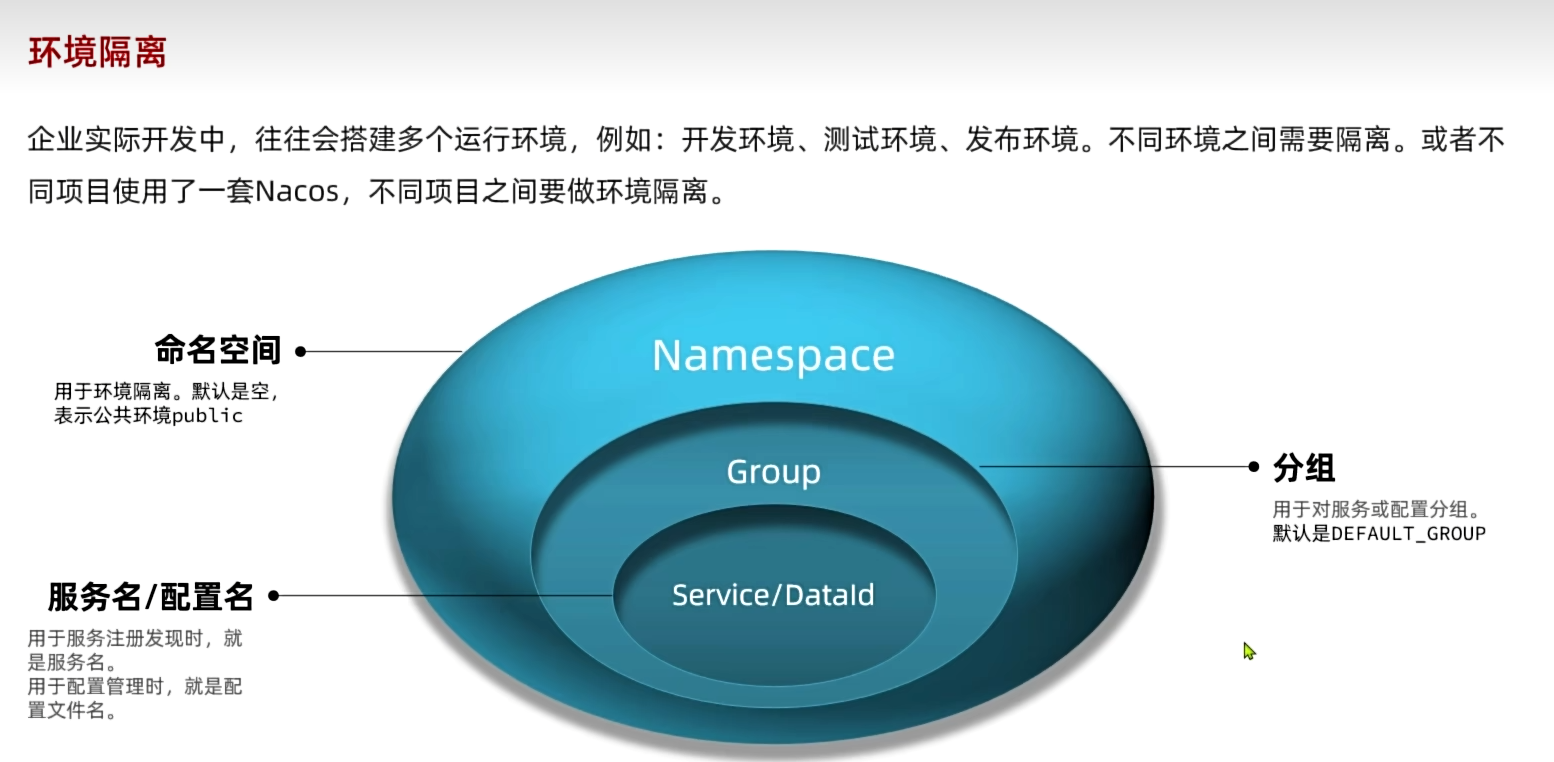 环境隔离
企业实际开发中，往往会搭建多个运行环境，例如：开发环境、测试环境、发布环境。不同环境之间需要隔离。或者不
同项目使用了一套Nacos，不同项目之间要做环境隔离。
命名空间
用于环境隔离。默认是空，
表示公共环境public
Namespace
Group
分组
用于对服务或配置分组。
默认是DEFAULT_GROUP
服务名/配置名
用于服务注册发现时，就
是服务名。
用于配置管理时，就是配
置文件名。
Service/DataId